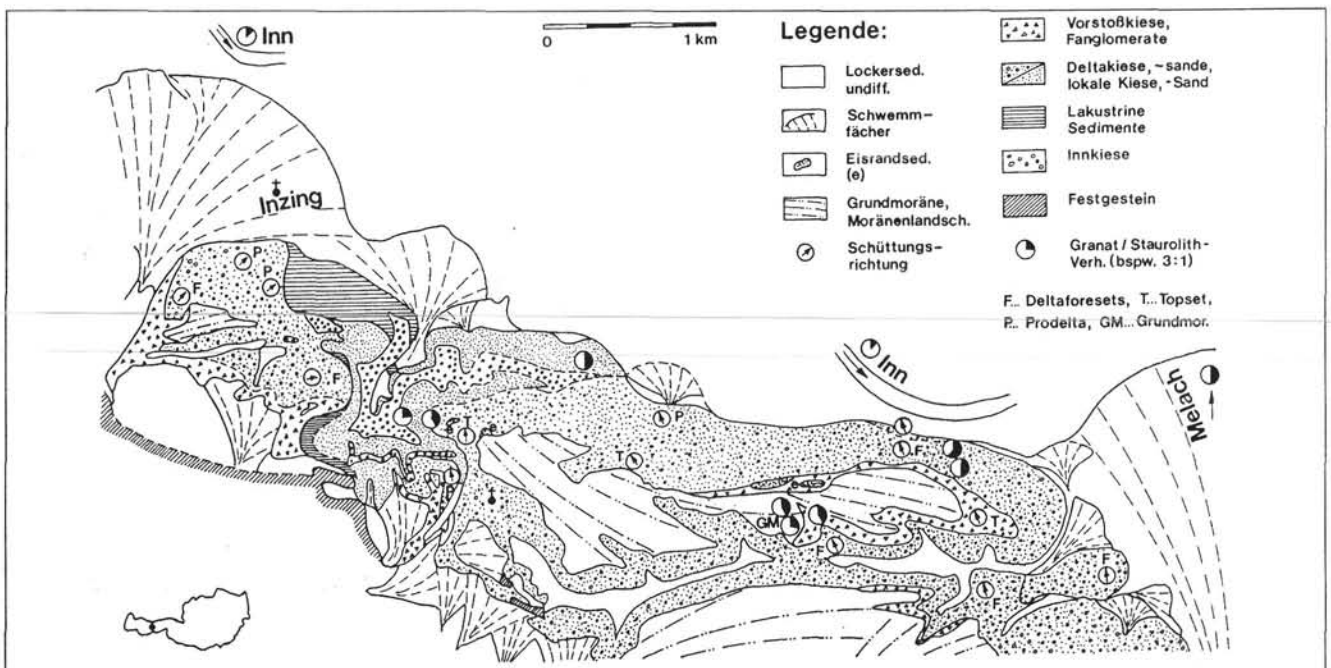 Inn
0 1 km
Inzing
Legende:
Lockersed.
undiff.
Schwemm-
fächer
Eisrandsed.
(e)
Grundmoräne,
Moränenlandsch.
Schüttungs-
richtung
Vorstoßkiese,
Fanglomerate
Deltakiese, ~sande,
lokale Kiese, -Sand
Lakustrine
Sedimente
Innkiese
Festgestein
Granat / Staurolith-
Verh. (bspw. 3:1)
F... Deltaforesets, T... Topset,
P... Prodelta, GM... Grundmor.
P
P
F
F
Inn
Melach
P
T
e
T
F
e
GM
T
F
F
F